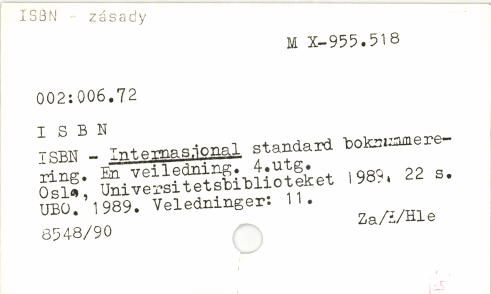 ISBN - zásady
M X-955.518
002:006.72
I S B N
ISBN - Internasjonal standard boknummere-
ring. En veiledning. 4.utg.
Oslo, Universitetsbiblioteket 1989. 22 s.
UBO. 1989. Veledninger: 11.
8548/90
Za/Ł/Hle